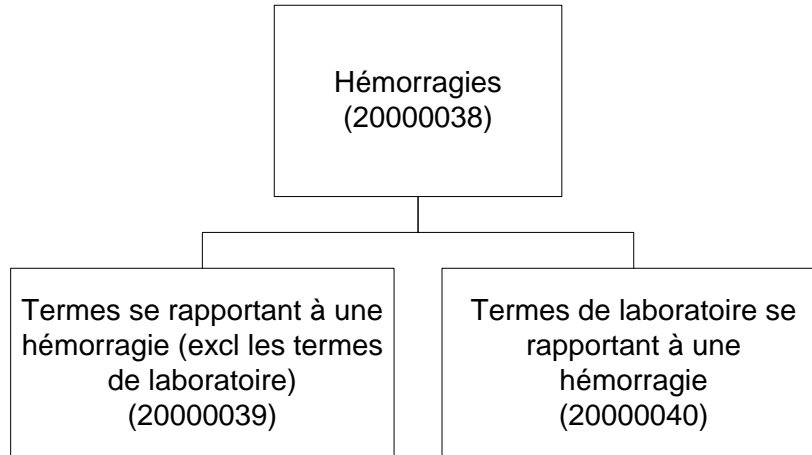 Hémorragies
(20000038)
Termes se rapportant à une
hémorragie (excl les termes
de laboratoire)
(20000039)
Termes de laboratoire se
rapportant à une
hémorragie
(20000040)